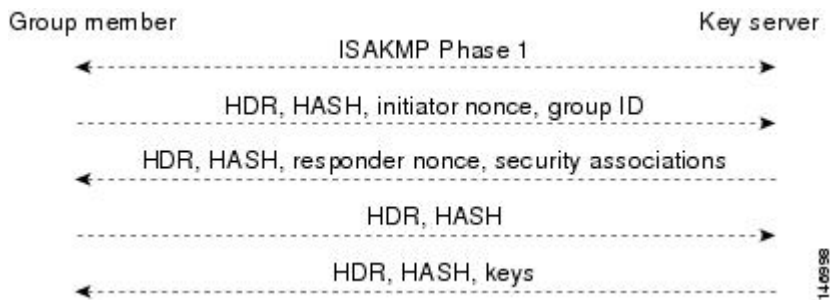 Group member
Key server
ISAKMP Phase 1
HDR, HASH, initiator nonce, group ID
HDR, HASH, responder nonce, security associations
HDR, HASH
HDR, HASH, keys